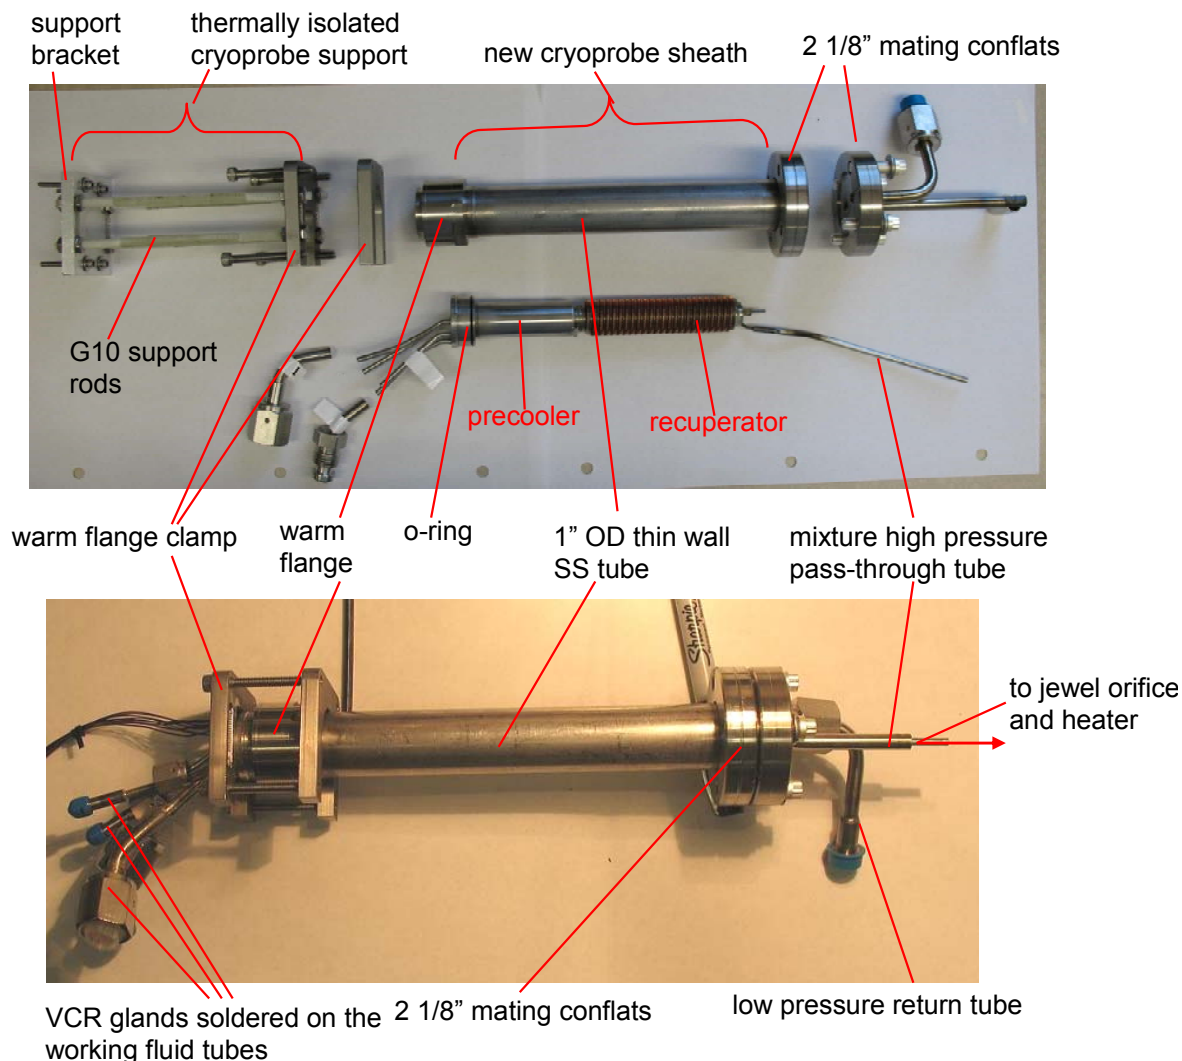 support
bracket
thermally isolated
cryoprobe support
new cryoprobe sheath
2 1/8” mating conflats
G10 support
rods
precooler
recuperator
warm flange clamp
warm
flange
o-ring
1” OD thin wall
SS tube
mixture high pressure
pass-through tube
Sharpie
to jewel orifice
and heater
VCR glands soldered on the
working fluid tubes
2 1/8” mating conflats
low pressure return tube